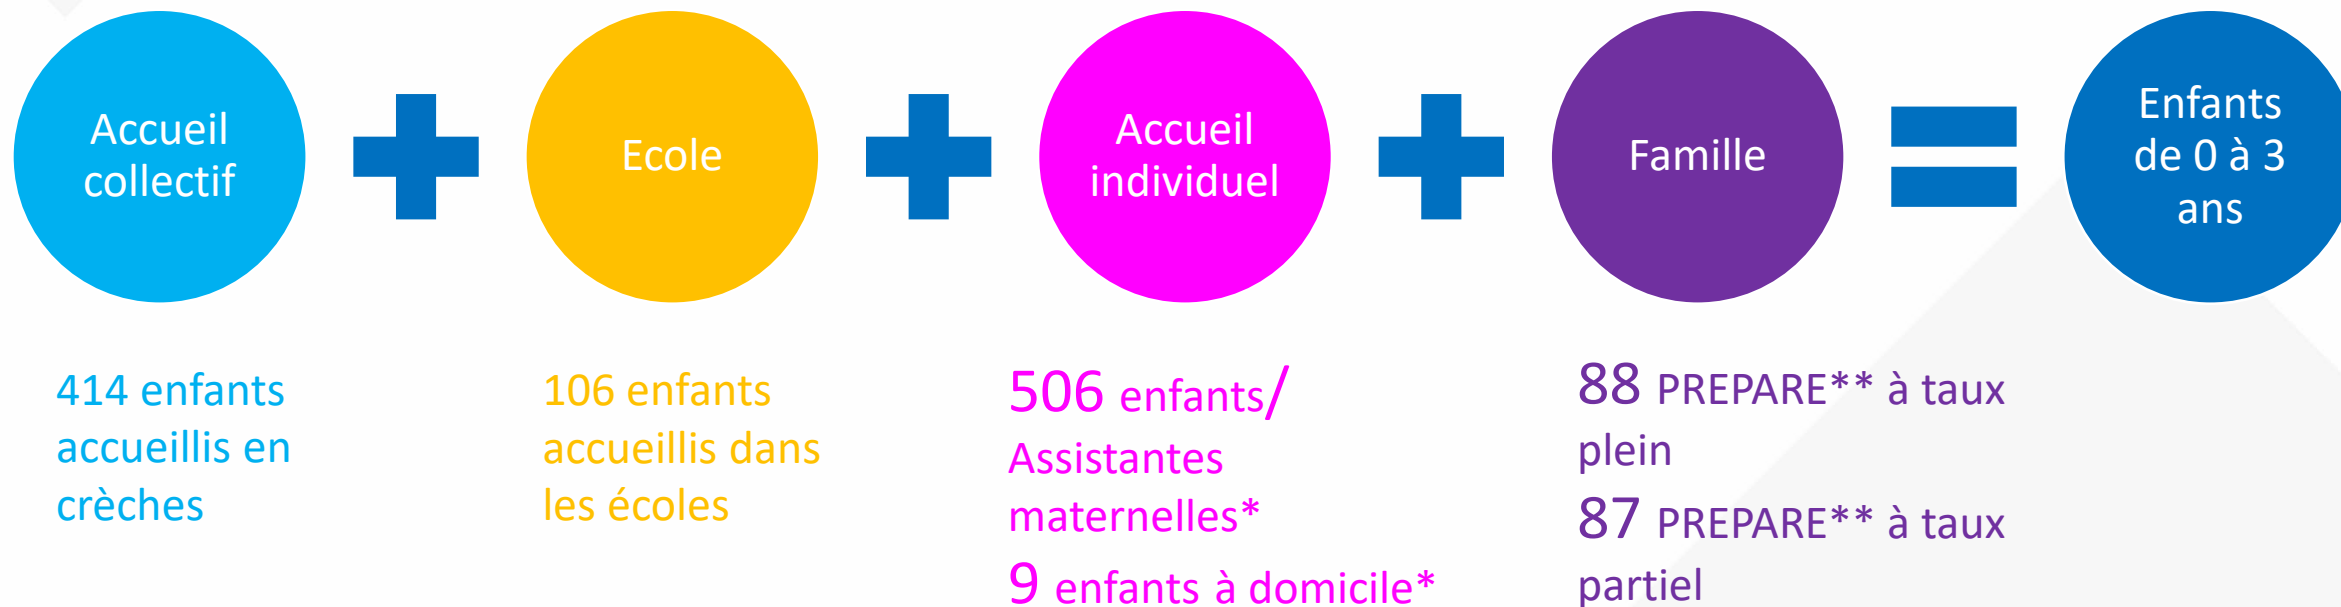 Accueil
collectif
Ecole
Accueil
individuel
Famille
Enfants
de 0 à 3
ans
414 enfants
accueillis en
crèches
106 enfants
accueillis dans
les écoles
506 enfants/
Assistantes
maternelles*
9 enfants à domicile*
88 PREPARE** à taux
plein
87 PREPARE** à taux
partiel